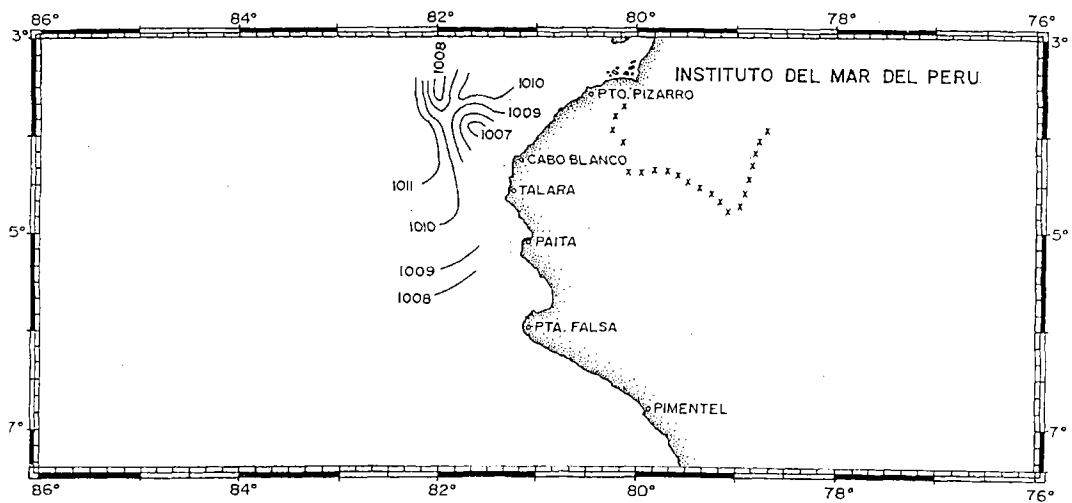 86° 82° 80° 78° 76°
3° 3°
1008
INSTITUTO DEL MAR DEL PERU
1010
PTO. PIZARRO
1009
1007
CABO BLANCO
1011
TALARA
1010
5° 5°
PAITA
1009
1008
PTA. FALSA
PIMENTEL
7° 7°
86° 84° 82° 80° 78° 76°